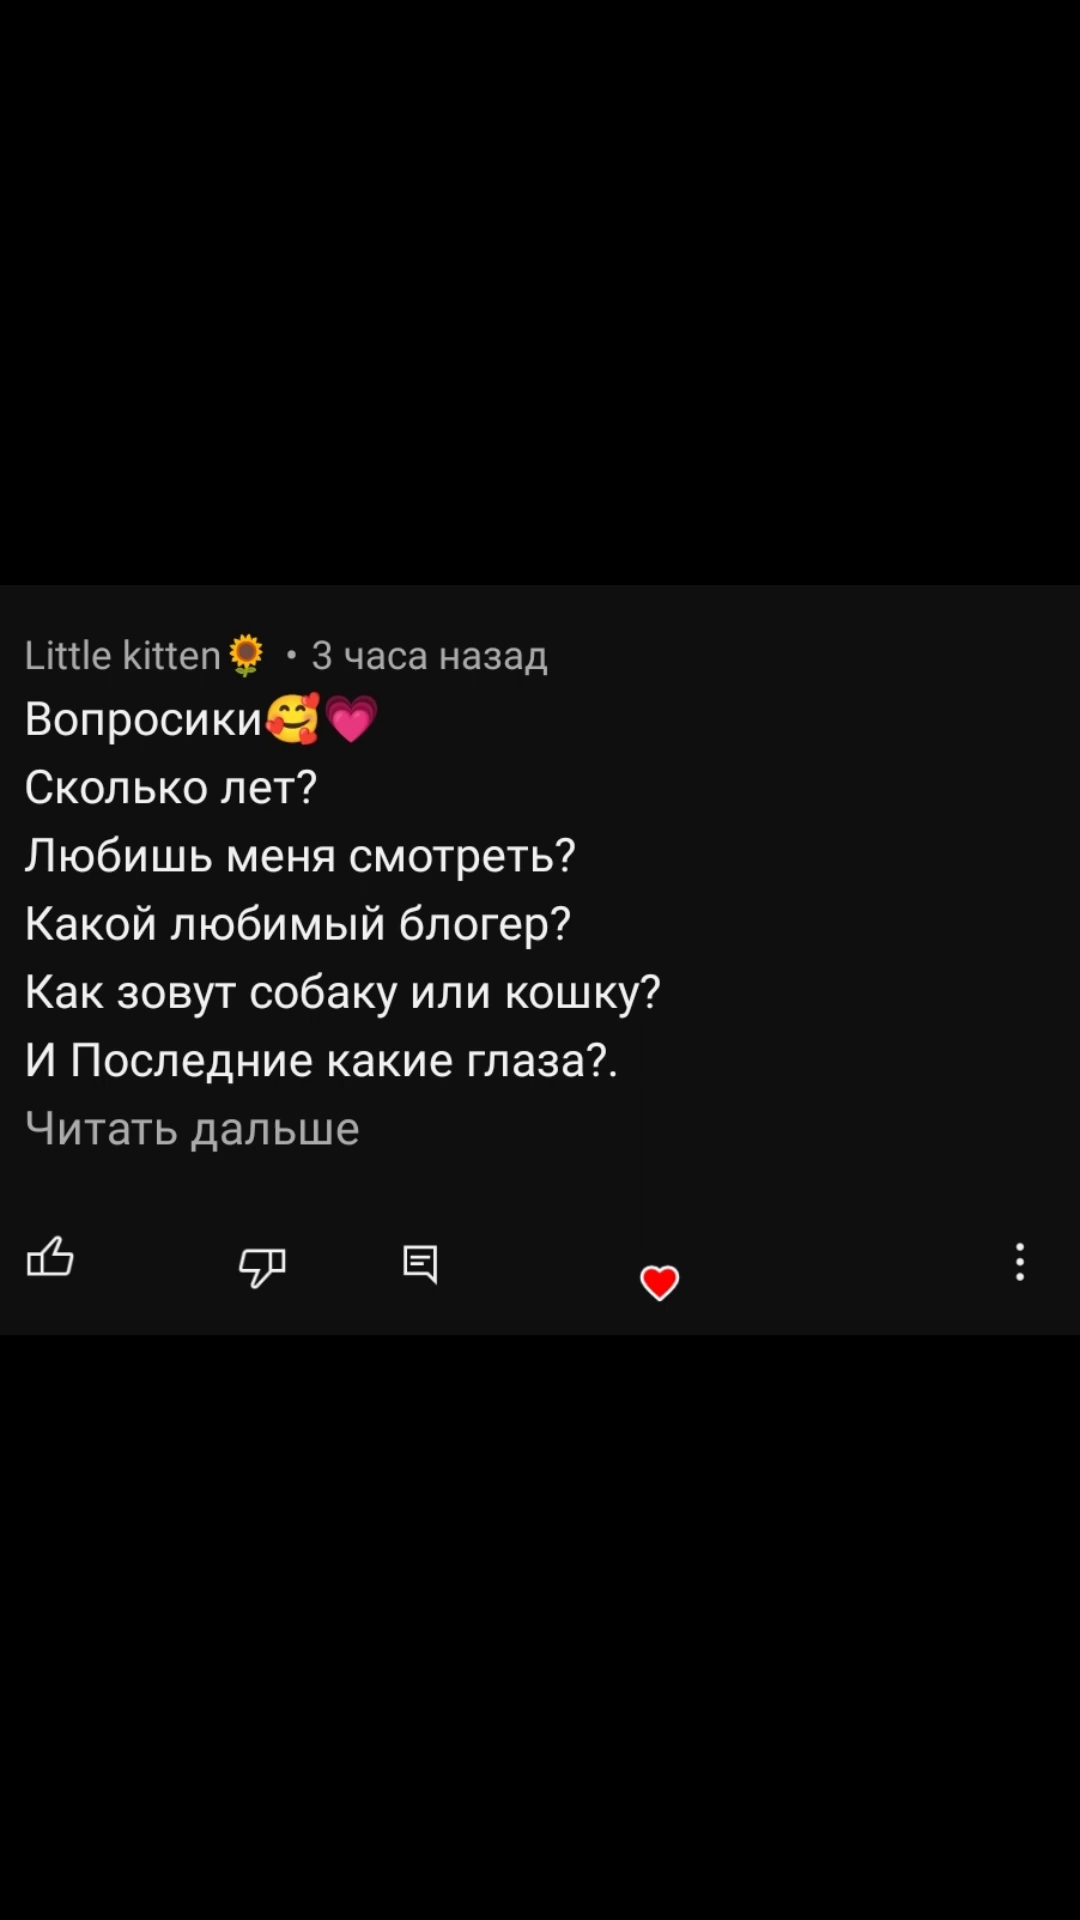 Little kitten🌻 • 3 часа назад
Вопросики🥰💗
Сколько лет?
Любишь меня смотреть?
Какой любимый блогер?
Как зовут собаку или кошку?
И Последние какие глаза?.
Читать дальше